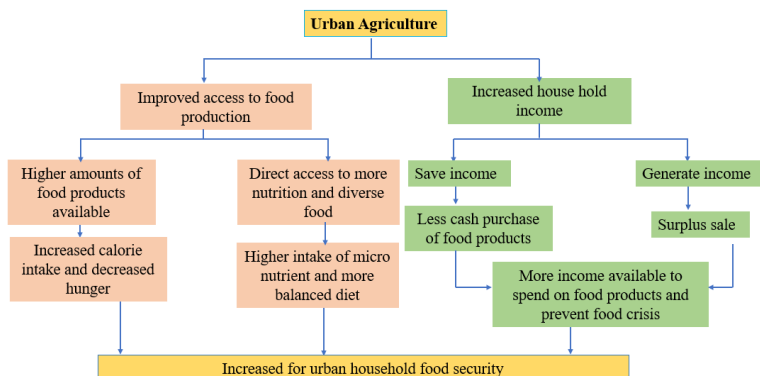 Urban Agriculture
Improved access to food
production
Increased house hold
income
Higher amounts of
food products
available
Direct access to more
nutrition and diverse
food
Save income
Generate income
Less cash purchase
of food products
Surplus sale
Increased calorie
intake and decreased
hunger
Higher intake of micro
nutrient and more
balanced diet
More income available to
spend on food products and
prevent food crisis
Increased for urban household food security